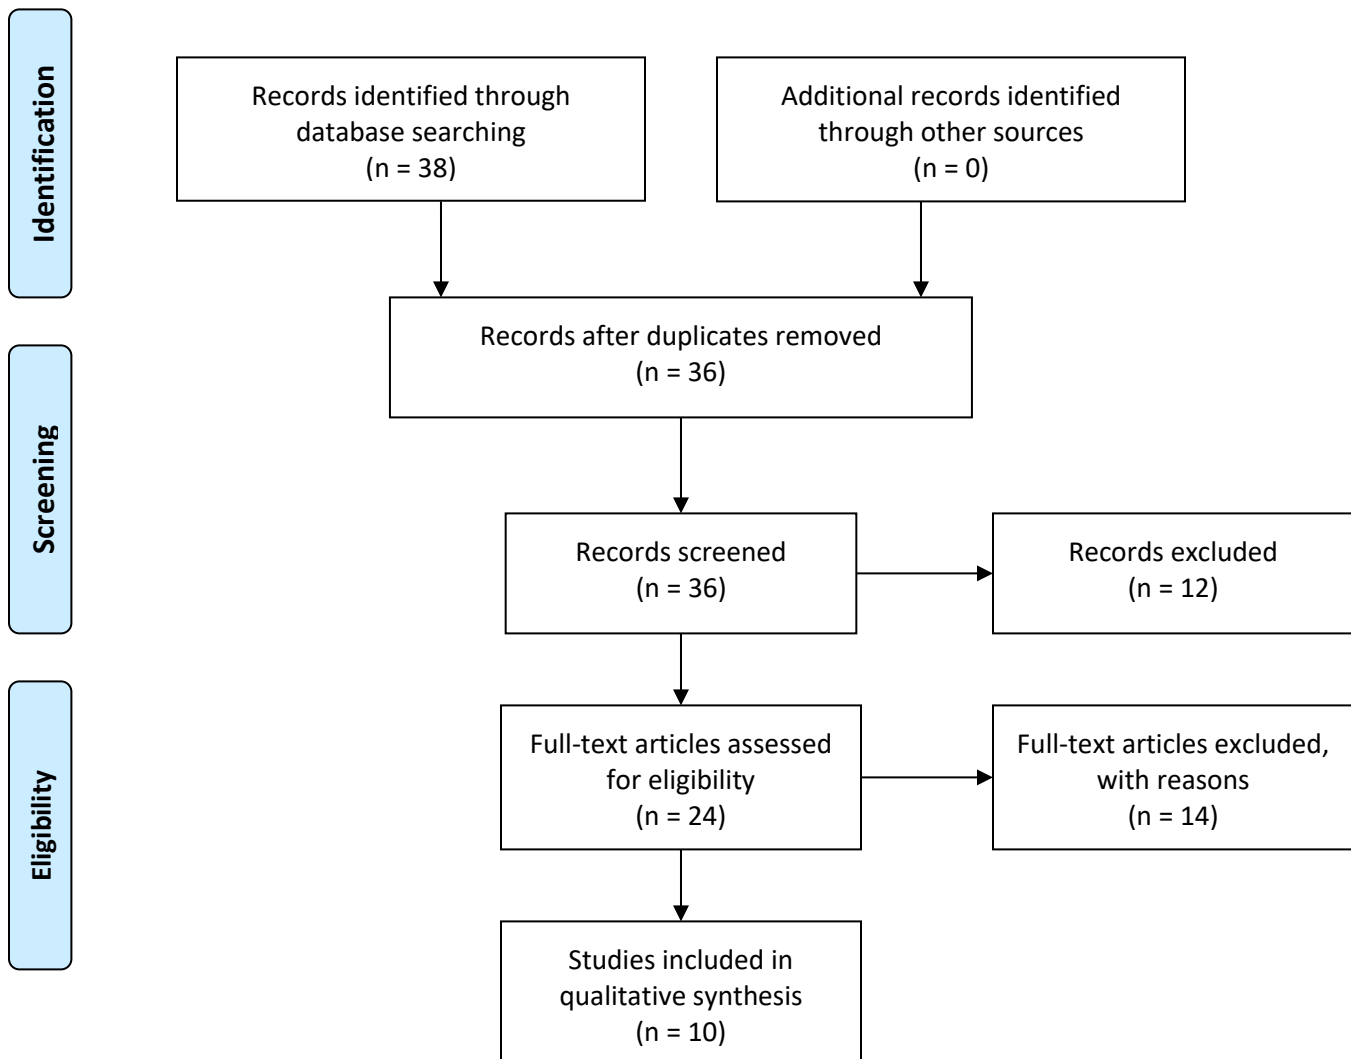 Identification
Records identified through
database searching
(n = 38)
Additional records identified
through other sources
(n = 0)
Records after duplicates removed
(n = 36)
Screening
Records screened
(n = 36)
Records excluded
(n = 12)
Eligibility
Full-text articles assessed
for eligibility
(n = 24)
Full-text articles excluded,
with reasons
(n = 14)
Studies included in
qualitative synthesis
(n = 10)